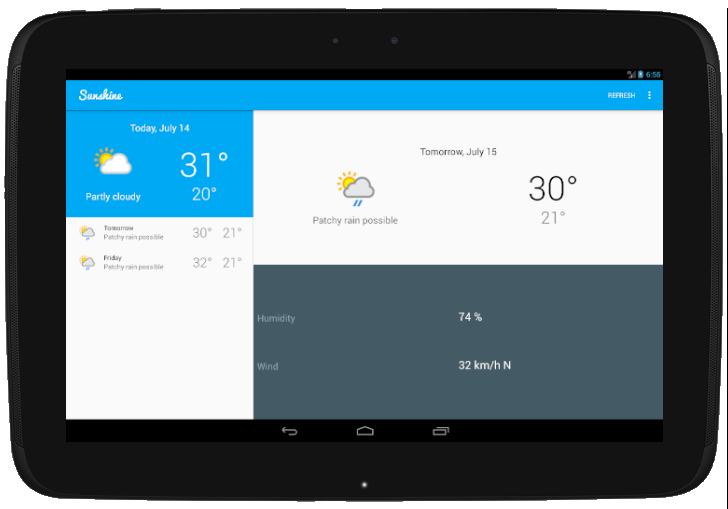 6:55
Sunshine
REFRESH
Today, July 14
31°
Partly cloudy
20°
Tomorrow
Patchy rain possible
30° 21°
Friday
Patchy rain possible
32° 21°
Tomorrow, July 15
30°
Patchy rain possible
21°
Humidity 74 %
Wind 32 km/h N